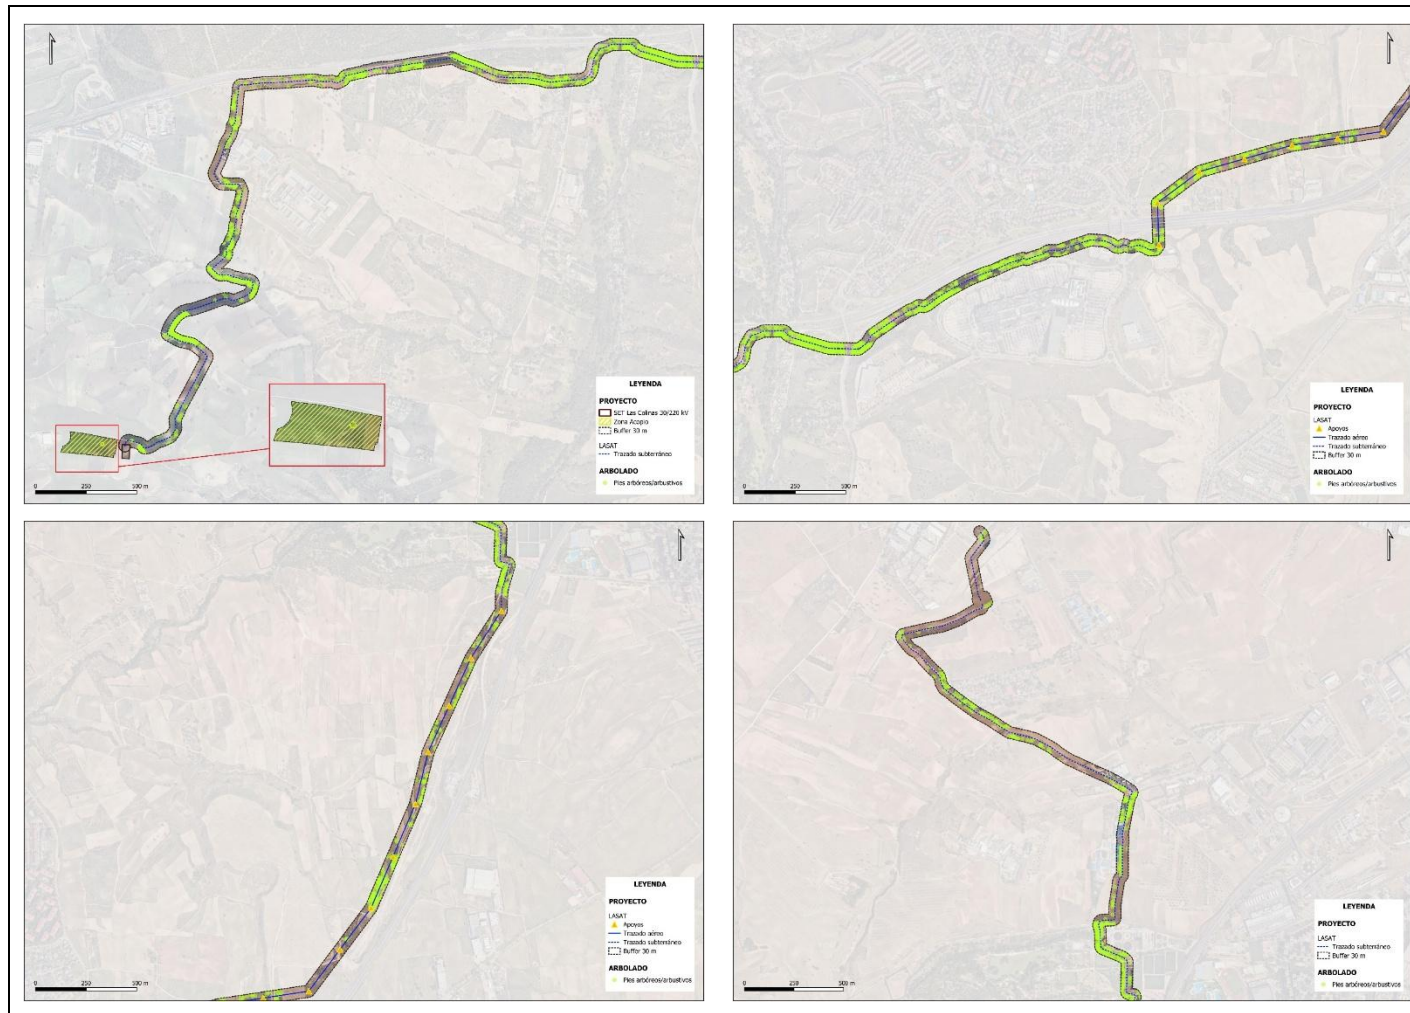 LEYENDA
PROYECTO
SET Las Colinas 30/220 kV
Zona Acopio
Buffer 30 m
LASAT
Trazado subterráneo
ARBOLADO
Pies arbóreos/arbustivos
0 250 500 m
LEYENDA
PROYECTO
LASAT
Apoyos
Trazado aéreo
Trazado subterráneo
Buffer 30 m
ARBOLADO
Pies arbóreos/arbustivos
0 250 500 m
LEYENDA
PROYECTO
LASAT
Apoyos
Trazado aéreo
Trazado subterráneo
Buffer 30 m
ARBOLADO
Pies arbóreos/arbustivos
0 250 500 m
LEYENDA
PROYECTO
LASAT
Trazado subterráneo
Buffer 30 m
ARBOLADO
Pies arbóreos/arbustivos
0 250 500 m